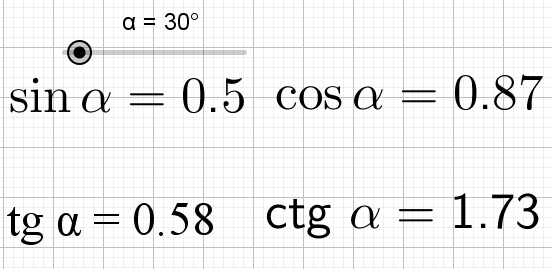 α = 30°
sin α = 0.5 cos α = 0.87
tg α = 0.58 ctg α = 1.73